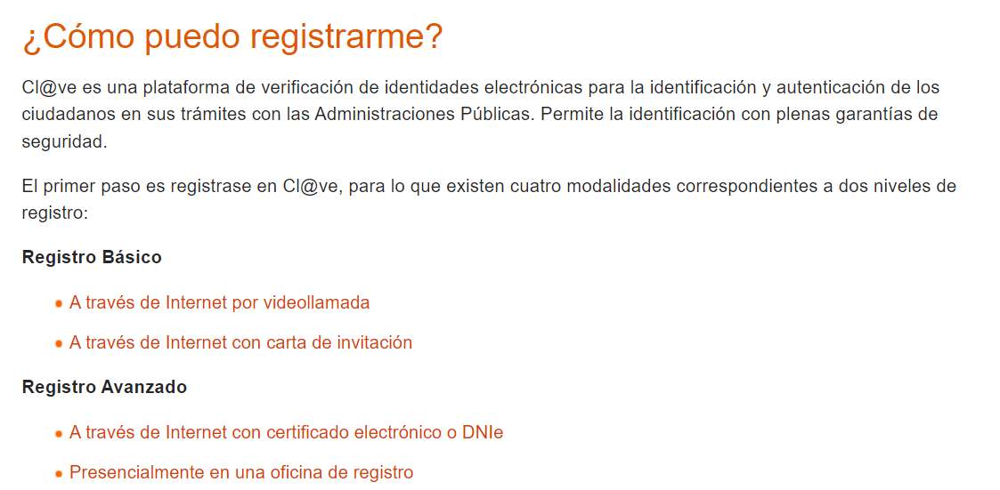 ¿Cómo puedo registrarme?
Cl@ve es una plataforma de verificación de identidades electrónicas para la identificación y autenticación de los
ciudadanos en sus trámites con las Administraciones Públicas. Permite la identificación con plenas garantías de
seguridad.
El primer paso es registrase en Cl@ve, para lo que existen cuatro modalidades correspondientes a dos niveles de
registro:
Registro Básico
A través de Internet por videollamada
A través de Internet con carta de invitación
Registro Avanzado
A través de Internet con certificado electrónico o DNIe
Presencialmente en una oficina de registro